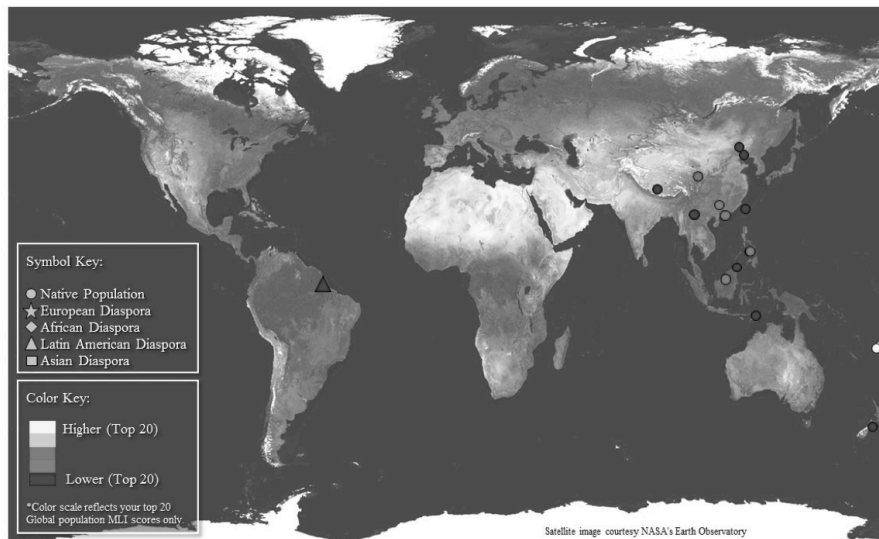 Symbol Key:
Native Population
European Diaspora
African Diaspora
Latin American Diaspora
Asian Diaspora
Color Key:
Higher (Top 20)
Lower (Top 20)
*Color scale reflects your top 20
Global population MLI scores only
Satellite image courtesy NASA's Earth Observatory